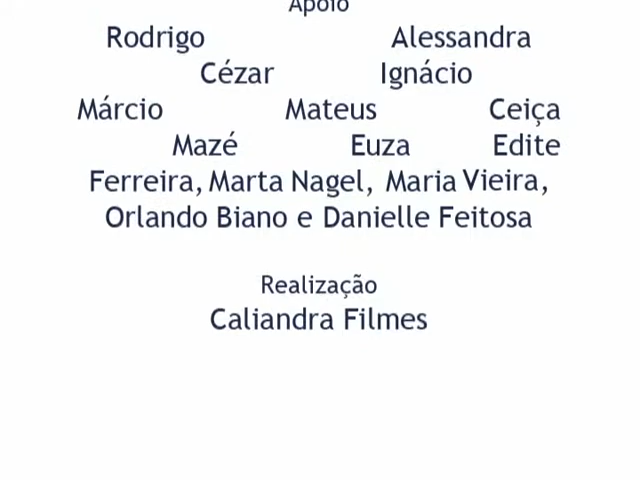 Apoio
Rodrigo Alessandra
Cézar Ignácio
Márcio Mateus Ceiça
Mazé Euza Edite
Ferreira, Marta Nagel, Maria Vieira,
Orlando Biano e Danielle Feitosa
Realização
Caliandra Filmes